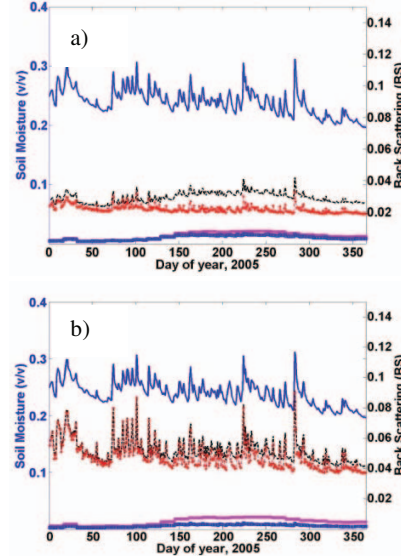 a)
0.4
0.3
0.2
0.1
Soil Moisture (v/v)
0.14
0.12
0.1
0.08
0.06
0.04
0.02
Back Scattering (BS)
0 50 100 150 200 250 300 350
Day of year, 2005
b)
0.4
0.3
0.2
0.1
Soil Moisture (v/v)
0.14
0.12
0.1
0.08
0.06
0.04
0.02
Back Scattering (BS)
0 50 100 150 200 250 300 350
Day of year, 2005